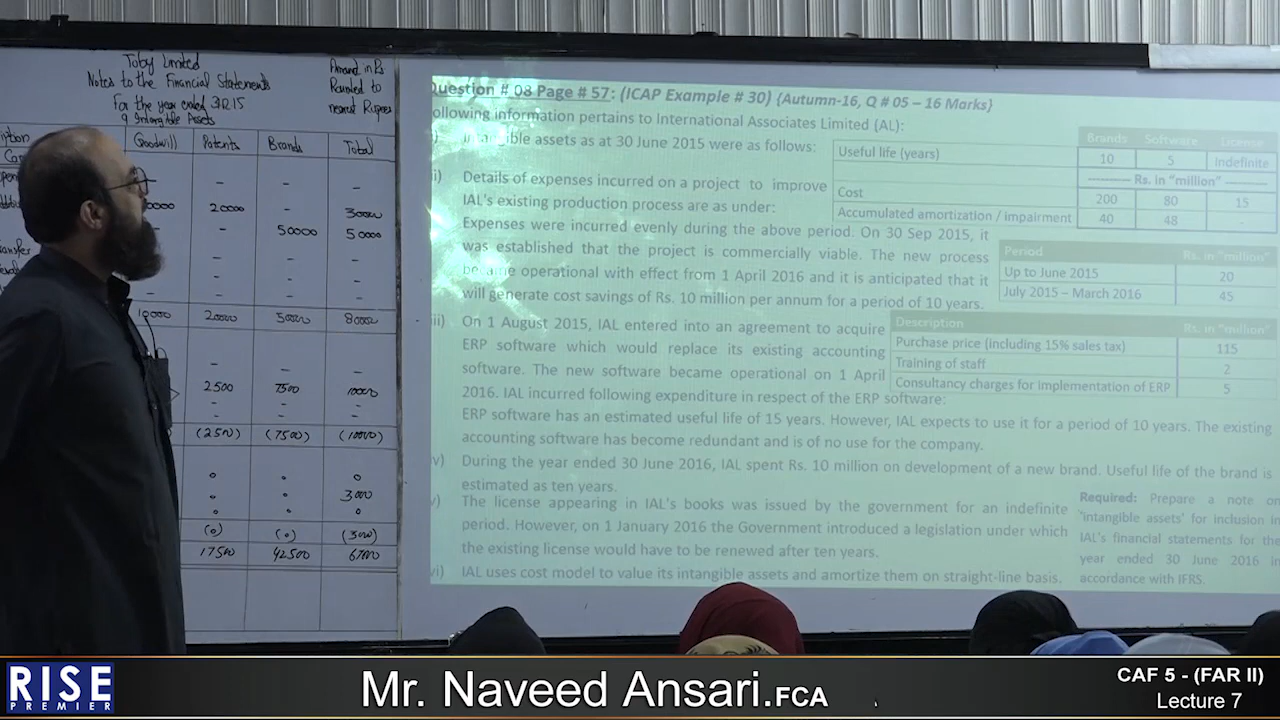 Toby Limited
Notes to the Financial Statements
For the year ended 31.12.15
Intangible Assets
Amount in Rs
Rounded to
nearest Rupees
Goodwill Patents Brands Total
- - -
20000 - 30000
- 50000 50000
- - -
- - -
- - -
10000 20000 50000 80000
- -
2500 7500 10000
- - -
(2500) (7500) (10000)
0 0 0
0 0 3000
0 0 0
(0) (0) (3000)
17500 42500 67000
Question # 08 Page # 57: (ICAP Example # 30) {Autumn-16, Q # 05 – 16 Marks}
ollowing information pertains to International Associates Limited (AL):
Intangible assets as at 30 June 2015 were as follows:
Brands Software License
Useful life (years) 10 5 Indefinite
---------- Rs. in "million" ----------
Cost 200 80 15
Accumulated amortization / impairment 40 48 -
ii) Details of expenses incurred on a project to improve
IAL's existing production process are as under:
Expenses were incurred evenly during the above period. On 30 Sep 2015, it
was established that the project is commercially viable. The new process
became operational with effect from 1 April 2016 and it is anticipated that it
will generate cost savings of Rs. 10 million per annum for a period of 10 years.
Period Rs. in "million"
Up to June 2015 20
July 2015 – March 2016 45
iii) On 1 August 2015, IAL entered into an agreement to acquire
ERP software which would replace its existing accounting
software. The new software became operational on 1 April
2016. IAL incurred following expenditure in respect of the ERP software:
Description Rs. in "million"
Purchase price (including 15% sales tax) 115
Training of staff 2
Consultancy charges for implementation of ERP 5
ERP software has an estimated useful life of 15 years. However, IAL expects to use it for a period of 10 years. The existing
accounting software has become redundant and is of no use for the company.
v) During the year ended 30 June 2016, IAL spent Rs. 10 million on development of a new brand. Useful life of the brand is
estimated as ten years.
v) The license appearing in IAL's books was issued by the government for an indefinite
period. However, on 1 January 2016 the Government introduced a legislation under which
the existing license would have to be renewed after ten years.
vi) IAL uses cost model to value its intangible assets and amortize them on straight-line basis.
Required: Prepare a note on
'intangible assets' for inclusion in
IAL's financial statements for the
year ended 30 June 2016 in
accordance with IFRS.
RISE
PREMIER
Mr. Naveed Ansari.FCA
CAF 5 - (FAR II)
Lecture 7